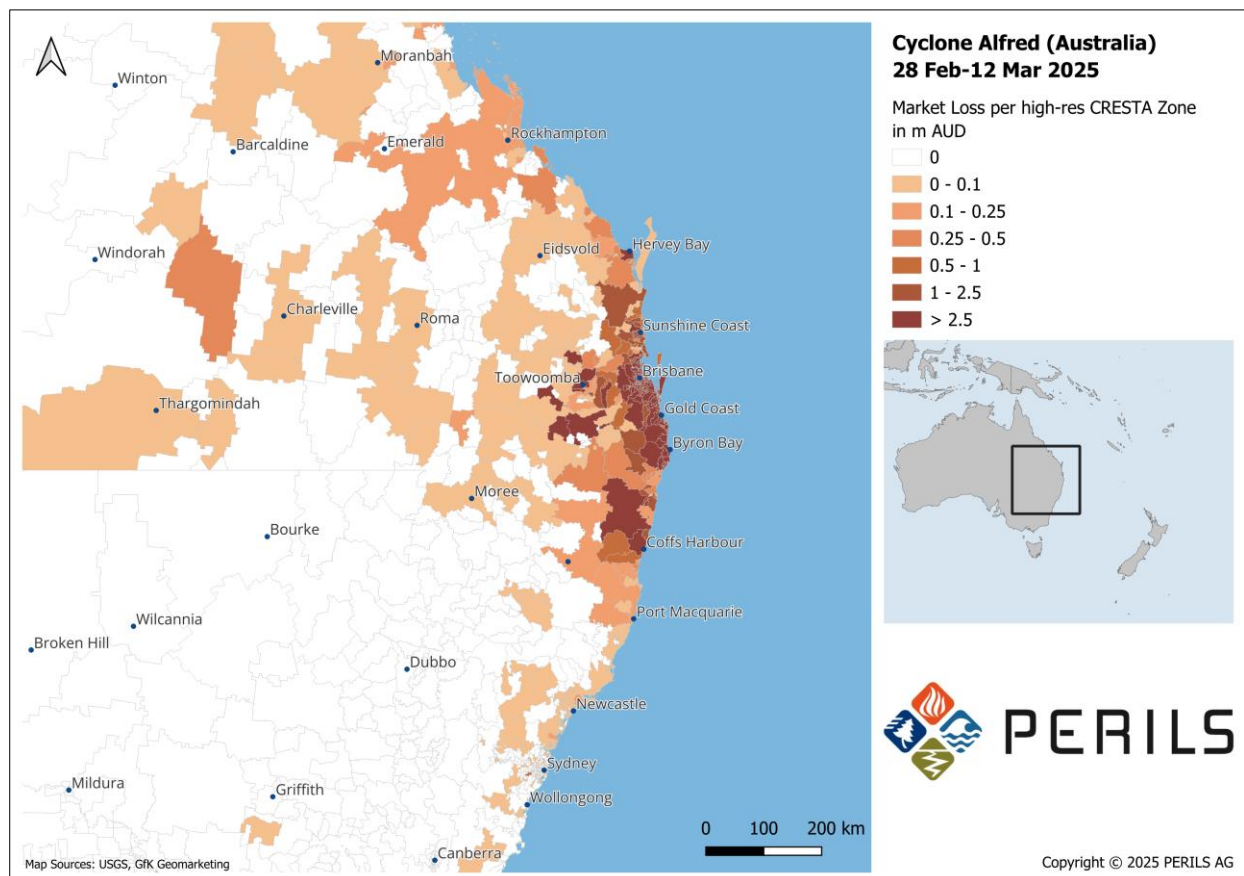 Moranbah
Winton
Rockhampton
Emerald
Barcaldine
Hervey Bay
Eidsvold
Windorah
Charleville
Roma
Sunshine Coast
Brisbane
Toowoomba
Thargomindah
Gold Coast
Byron Bay
Moree
Bourke
Coffs Harbour
Port Macquarie
Wilcannia
Broken Hill
Dubbo
Newcastle
Sydney
Mildura
Griffith
Wollongong
0 100 200 km
Canberra
Map Sources: USGS, GfK Geomarketing
Cyclone Alfred (Australia)
28 Feb-12 Mar 2025
Market Loss per high-res CRESTA Zone
in m AUD
0
0 - 0.1
0.1 - 0.25
0.25 - 0.5
0.5 - 1
1 - 2.5
> 2.5
PERILS
Copyright © 2025 PERILS AG